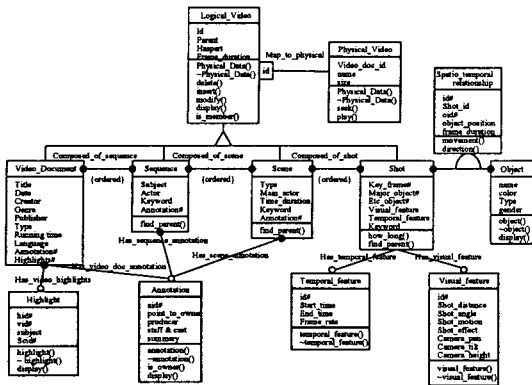 Logical_Video
id
Parent
Haspart
Frame_duration
Physical_Data()
~Physical_Data()
delete()
insert()
modify()
display()
is_member()
Map_to_physical
id
Physical_Video
Video_doc_id
name
size
Physical_Data()
~Physical_Data()
seek()
play()
Spatio_temporal
relationship
id#
Shot_id
oid#
object_position
frame_duration
movement()
direction()
Composed_of_sequence
Composed_of_scene
Composed_of_shot
Video_Document
Title
Date
Creator
Genre
Publisher
Type
Running time
Language
Annotation#
Highlights#
{ordered}
Sequence
Subject
Actor
Keyword
Annotation#
find_parent()
{ordered}
Scene
Type
Main_actor
Time_duration
Keyword
Annotation#
find_parent()
{ordered}
Shot
Key_frame#
Major_object#
Etc_object#
Visual_feature
Temporal_feature
Keyword
how_long()
find_parent()
Object
name
color
Type
gender
object()
~object()
display()
Has_sequence_annotation
Has_scene_annotation
Has_video_doc_annotation
Has_video_highlights
Has_temporal_feature
Has_visual_feature
Highlight
hid#
vid#
subject
Scid#
highlight()
~highlight()
display()
Annotation
aid#
point_to_owner
producer
staff & cast
summary
annotation()
~annotation()
is_owner()
display()
Temporal_feature
id#
Start_time
End_time
Frame_rate
temporal_feature()
~temporal_feature()
Visual_feature
id#
Shot_distance
Shot_angle
Shot_motion
Shot_effect
Camera_pan
Camera_tilt
Camera_height
visual_feature()
~visual_feature()